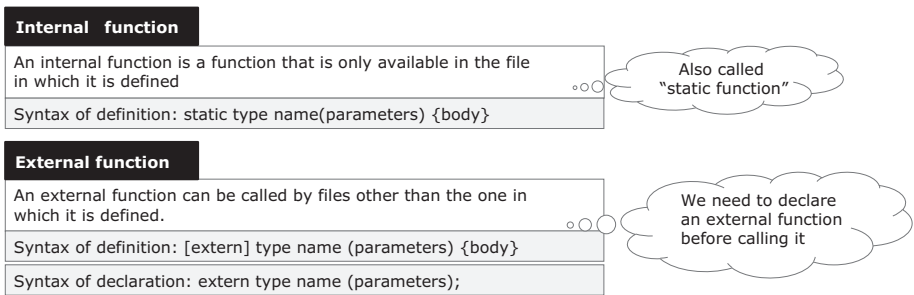 Internal function
An internal function is a function that is only available in the file
in which it is defined
Also called
“static function”
Syntax of definition: static type name(parameters) {body}
External function
An external function can be called by files other than the one in
which it is defined.
We need to declare
an external function
before calling it
Syntax of definition: [extern] type name (parameters) {body}
Syntax of declaration: extern type name (parameters);